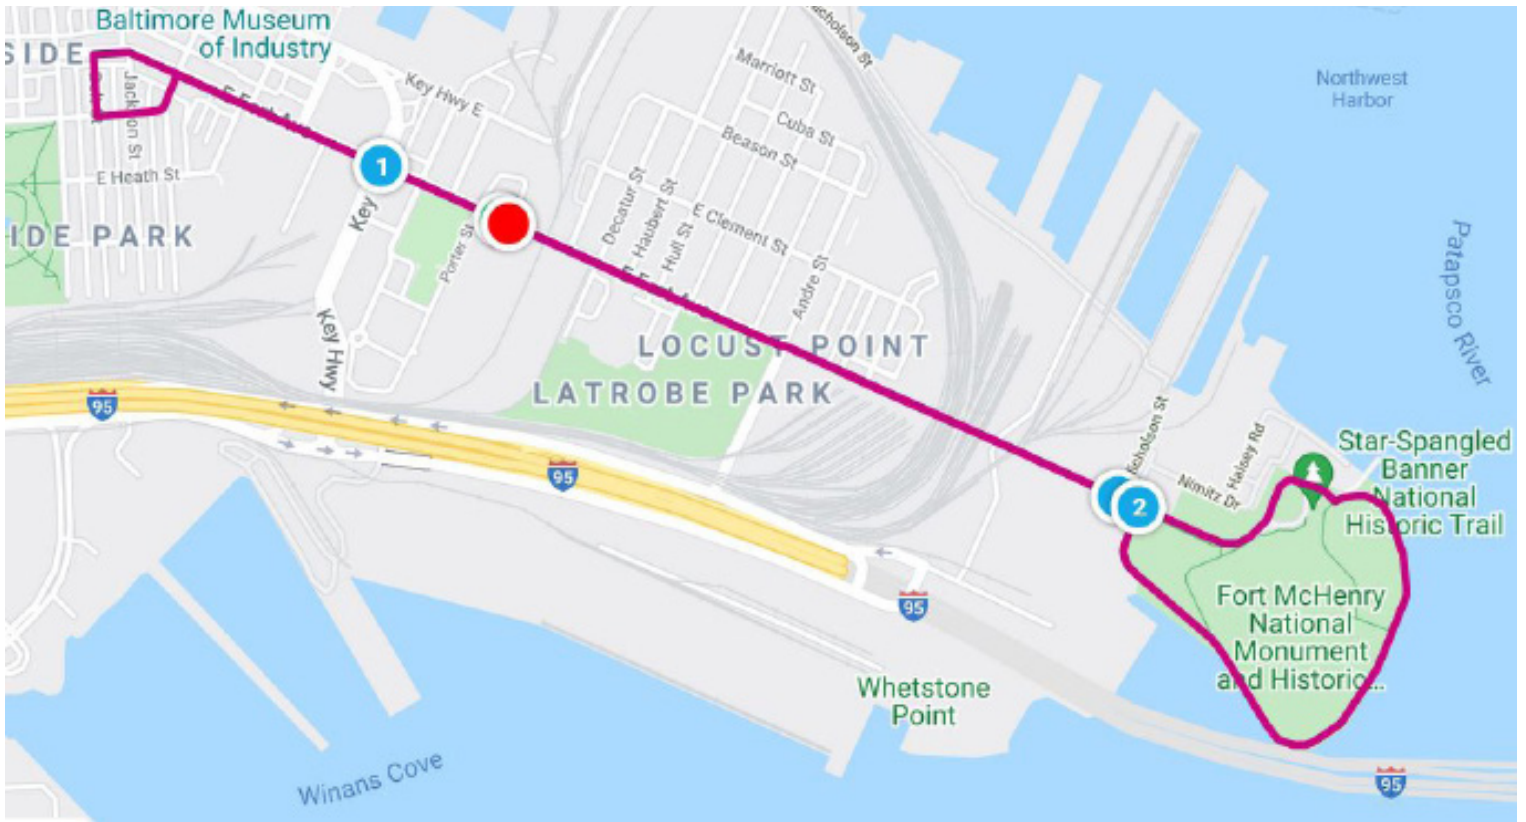 Baltimore Museum
of Industry
SIDE
Jackson St
E Fort Ave
Key Hwy E
Nicholson St
Marriott St
Cuba St
Beason St
Northwest
Harbor
1
E Heath St
Key
IDE PARK
Porter St
Decatur St
Haubert St
Hull St
E Clement St
Andre St
Patapsco River
Key Hwy
LOCUST POINT
LATROBE PARK
95
95
Nicholson St
Halsey Rd
Nimitz Dr
2
Star-Spangled
Banner
National
Historic Trail
95
Fort McHenry
National
Monument
and Historic...
Whetstone
Point
Winans Cove
95